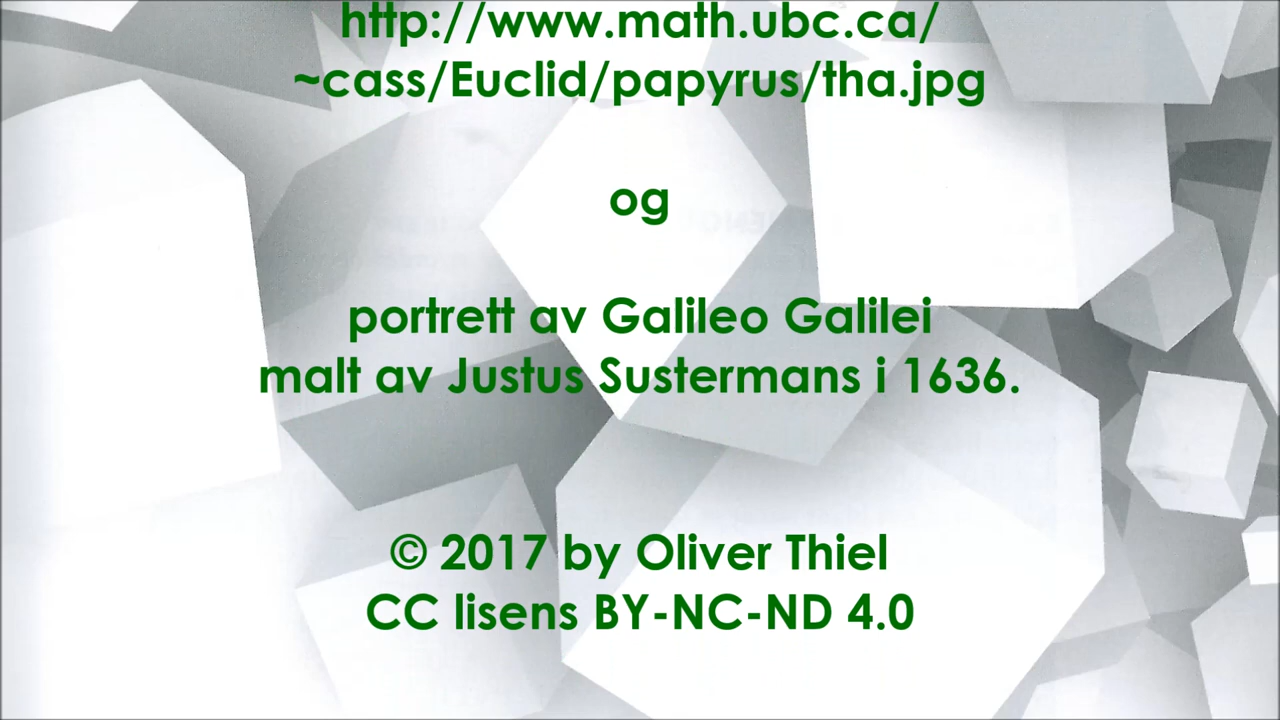 http://www.math.ubc.ca/
~cass/Euclid/papyrus/tha.jpg
og
portrett av Galileo Galilei
malt av Justus Sustermans i 1636.
© 2017 by Oliver Thiel
CC lisens BY-NC-ND 4.0